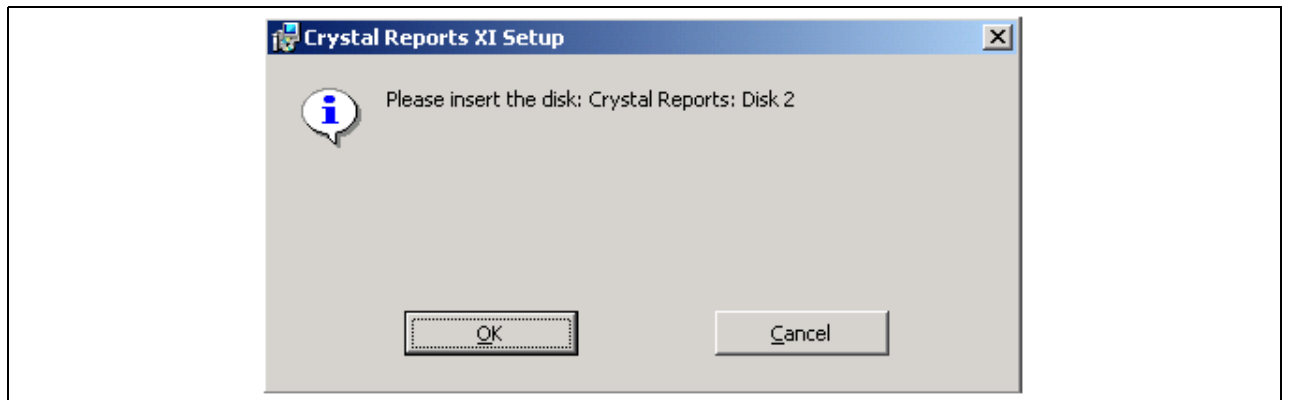 Crystal Reports XI Setup
Please insert the disk: Crystal Reports: Disk 2
OK
Cancel